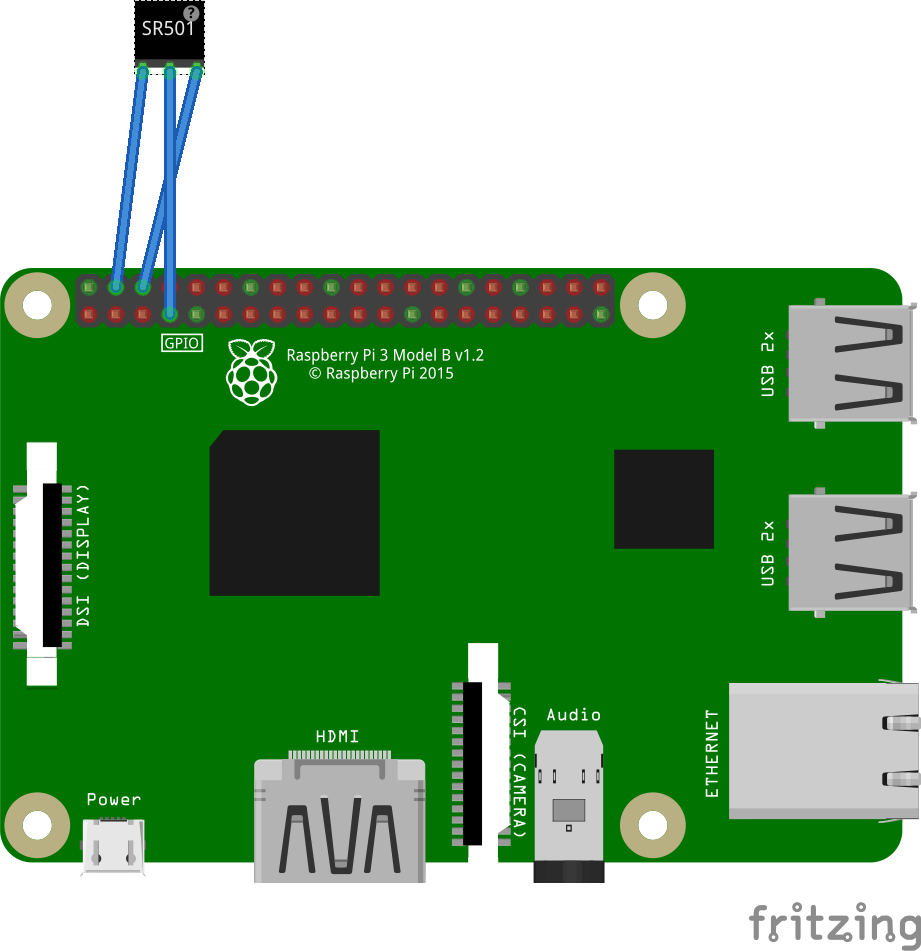 SR501
?
GPIO
Raspberry Pi 3 Model B v1.2
© Raspberry Pi 2015
USB 2x
DSI (DISPLAY)
USB 2x
HDMI
CSI (CAMERA)
Audio
ETHERNET
Power
fritzing